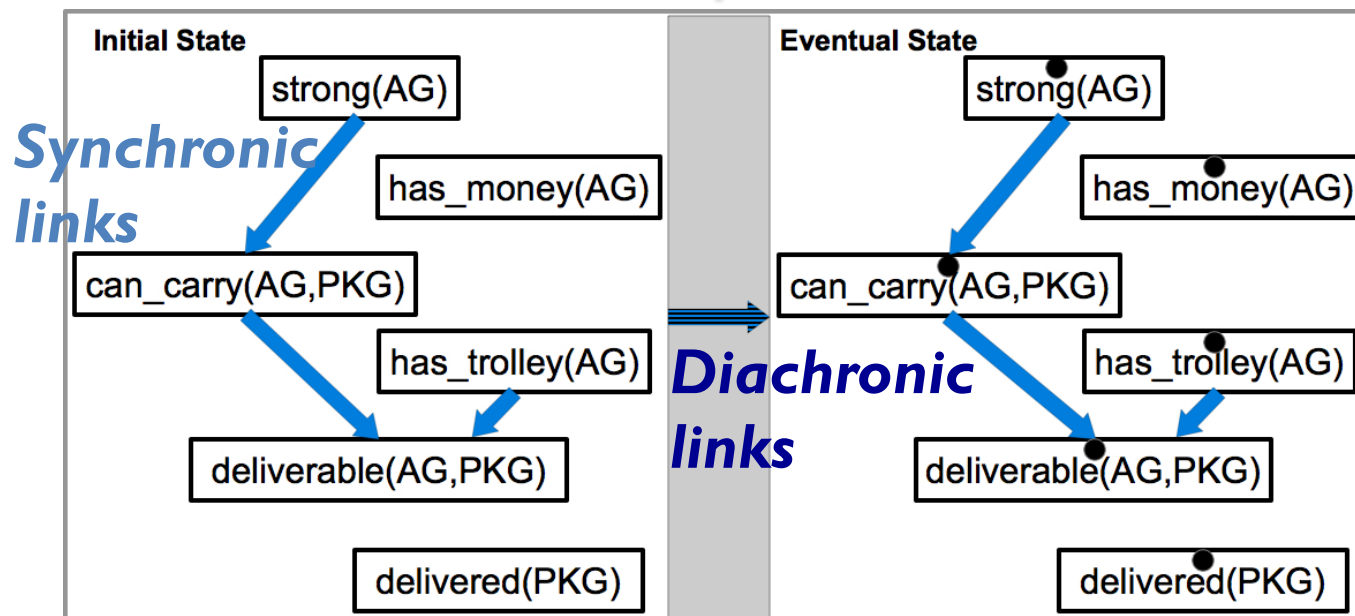 Initial State
strong(AG)
Synchronic
links
has_money(AG)
can_carry(AG,PKG)
has_trolley(AG)
deliverable(AG,PKG)
delivered(PKG)
Diachronic
links
Eventual State
strong(AG)
has_money(AG)
can_carry(AG,PKG)
has_trolley(AG)
deliverable(AG,PKG)
delivered(PKG)